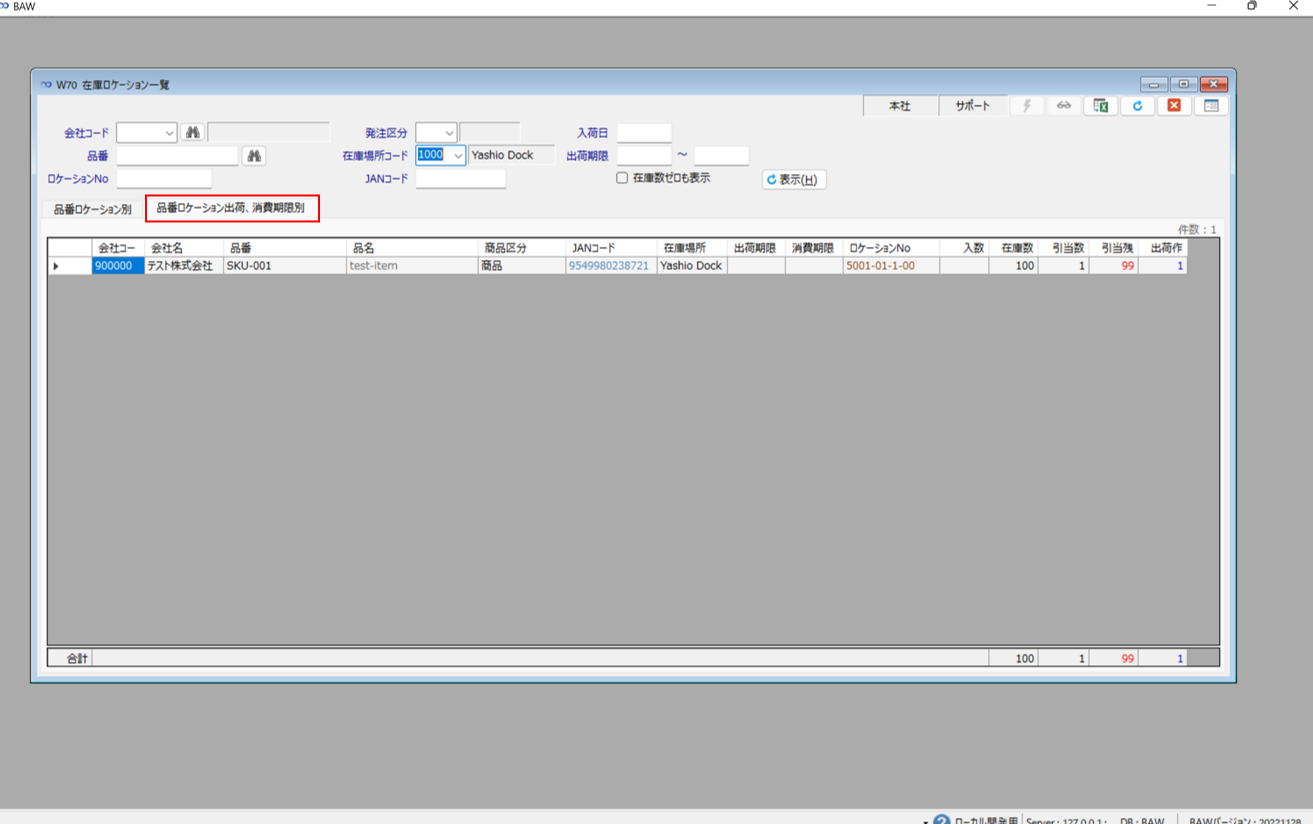 BAW
W70 在庫ロケーション一覧
本社 サポート
会社コード 発注区分 入荷日
品番 在庫場所コード 1000 Yashio Dock 出荷期限 ～
ロケーションNo JANコード 在庫数ゼロも表示 表示(H)
品番ロケーション別 品番ロケーション出荷、消費期限別
件数：1
会社コー 会社名 品番 品名 商品区分 JANコード 在庫場所 出荷期限 消費期限 ロケーションNo 入数 在庫数 引当数 引当残 出荷作
900000 テスト株式会社 SKU-001 test-item 商品 9549980238721 Yashio Dock 5001-01-1-00 100 1 99 1
合計 100 1 99 1
ローカル開発用 Server : 127.0.0.1 : DB : BAW BAWバージョン : 20221128